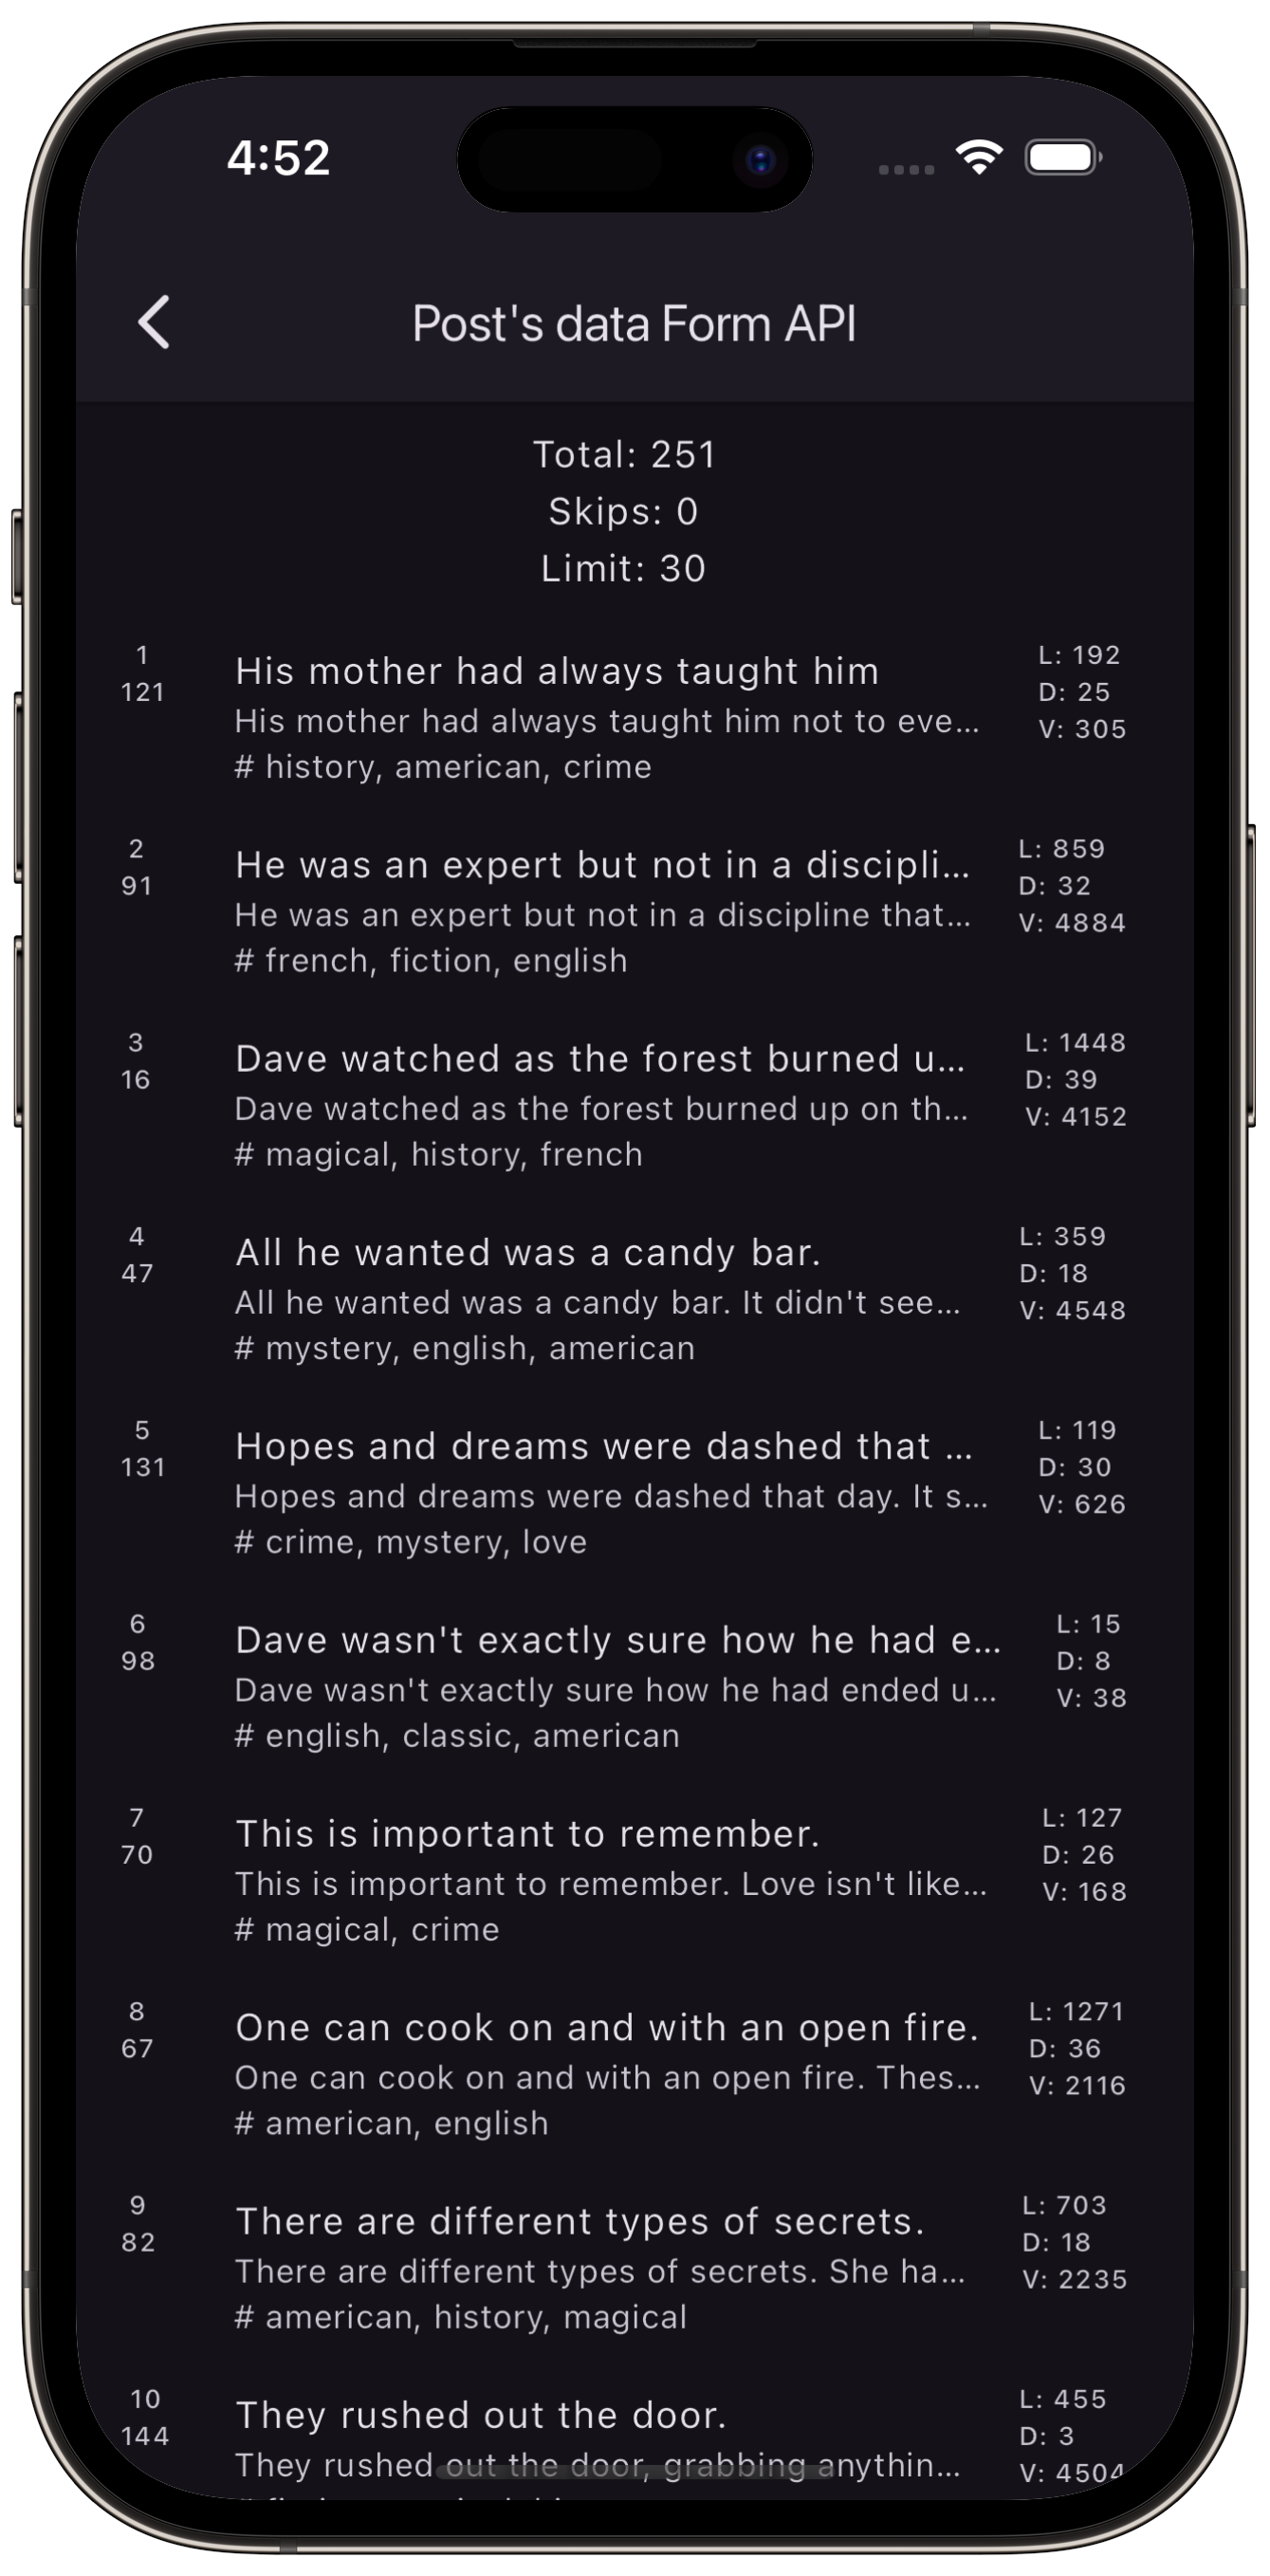 4:52
Post's data Form API
Total: 251
Skips: 0
Limit: 30
1
121
His mother had always taught him
His mother had always taught him not to eve...
# history, american, crime
L: 192
D: 25
V: 305
2
91
He was an expert but not in a discipli...
He was an expert but not in a discipline that...
# french, fiction, english
L: 859
D: 32
V: 4884
3
16
Dave watched as the forest burned u...
Dave watched as the forest burned up on th...
# magical, history, french
L: 1448
D: 39
V: 4152
4
47
All he wanted was a candy bar.
All he wanted was a candy bar. It didn't see...
# mystery, english, american
L: 359
D: 18
V: 4548
5
131
Hopes and dreams were dashed that ...
Hopes and dreams were dashed that day. It s...
# crime, mystery, love
L: 119
D: 30
V: 626
6
98
Dave wasn't exactly sure how he had e...
Dave wasn't exactly sure how he had ended u...
# english, classic, american
L: 15
D: 8
V: 38
7
70
This is important to remember.
This is important to remember. Love isn't like...
# magical, crime
L: 127
D: 26
V: 168
8
67
One can cook on and with an open fire.
One can cook on and with an open fire. Thes...
# american, english
L: 1271
D: 36
V: 2116
9
82
There are different types of secrets.
There are different types of secrets. She ha...
# american, history, magical
L: 703
D: 18
V: 2235
10
144
They rushed out the door.
They rushed out the door, grabbing anythin...
L: 455
D: 3
V: 4504